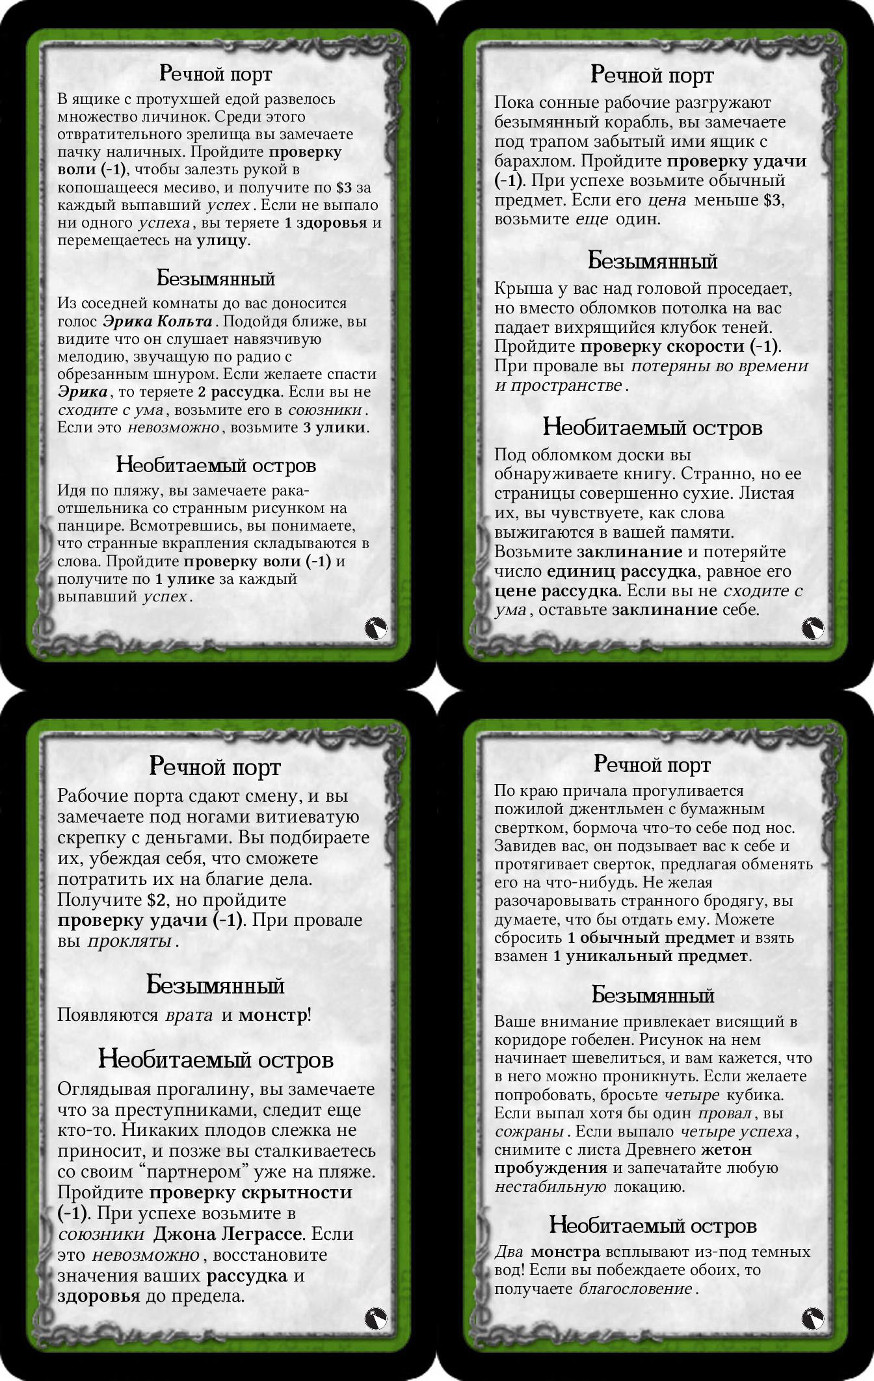 Речной порт
В ящике с протухшей едой развелось
множество личинок. Среди этого
отвратительного зрелища вы замечаете
пачку наличных. Пройдите проверку
воли (-1), чтобы залезть рукой в
копошащееся месиво, и получите по $3 за
каждый выпавший успех . Если не выпало
ни одного успеха , вы теряете 1 здоровья и
перемещаетесь на улицу.
Безымянный
Из соседней комнаты до вас доносится
голос Эрика Кольта . Подойдя ближе, вы
видите что он слушает навязчивую
мелодию, звучащую по радио с
обрезанным шнуром. Если желаете спасти
Эрика , то теряете 2 рассудка. Если вы не
сходите с ума , возьмите его в союзники .
Если это невозможно , возьмите 3 улики.
Необитаемый остров
Идя по пляжу, вы замечаете рака-
отшельника со странным рисунком на
панцире. Всмотревшись, вы понимаете,
что странные вкрапления складываются в
слова. Пройдите проверку воли (-1) и
получите по 1 улике за каждый
выпавший успех .
Речной порт
Пока сонные рабочие разгружают
безымянный корабль, вы замечаете
под трапом забытый ими ящик с
барахлом. Пройдите проверку удачи
(-1). При успехе возьмите обычный
предмет. Если его цена меньше $3,
возьмите еще один.
Безымянный
Крыша у вас над головой проседает,
но вместо обломков потолка на вас
падает вихрящийся клубок теней.
Пройдите проверку скорости (-1).
При провале вы потеряны во времени
и пространстве .
Необитаемый остров
Под обломком доски вы
обнаруживаете книгу. Странно, но ее
страницы совершенно сухие. Листая
их, вы чувствуете, как слова
выжигаются в вашей памяти.
Возьмите заклинание и потеряйте
число единиц рассудка, равное его
цене рассудка. Если вы не сходите с
ума , оставьте заклинание себе.
Речной порт
Рабочие порта сдают смену, и вы
замечаете под ногами витиеватую
скрепку с деньгами. Вы подбираете
их, убеждая себя, что сможете
потратить их на благие дела.
Получите $2, но пройдите
проверку удачи (-1). При провале
вы прокляты .
Безымянный
Появляются врата и монстр!
Необитаемый остров
Оглядывая прогалину, вы замечаете
что за преступниками, следит еще
кто-то. Никаких плодов слежка не
приносит, и позже вы сталкиваетесь
со своим “партнером” уже на пляже.
Пройдите проверку скрытности
(-1). При успехе возьмите в
союзники Джона Леграссе. Если
это невозможно , восстановите
значения ваших рассудка и
здоровья до предела.
Речной порт
По краю причала прогуливается
пожилой джентльмен с бумажным
свертком, бормоча что-то себе под нос.
Завидев вас, он подзывает вас к себе и
протягивает сверток, предлагая обменять
его на что-нибудь. Не желая
разочаровывать странного бродягу, вы
думаете, что бы отдать ему. Можете
сбросить 1 обычный предмет и взять
взамен 1 уникальный предмет.
Безымянный
Ваше внимание привлекает висящий в
коридоре гобелен. Рисунок на нем
начинает шевелиться, и вам кажется, что
в него можно проникнуть. Если желаете
попробовать, бросьте четыре кубика.
Если выпал хотя бы один провал , вы
сожраны . Если выпало четыре успеха ,
снимите с листа Древнего жетон
пробуждения и запечатайте любую
нестабильную локацию.
Необитаемый остров
Два монстра всплывают из-под темных
вод! Если вы побеждаете обоих, то
получаете благословение .